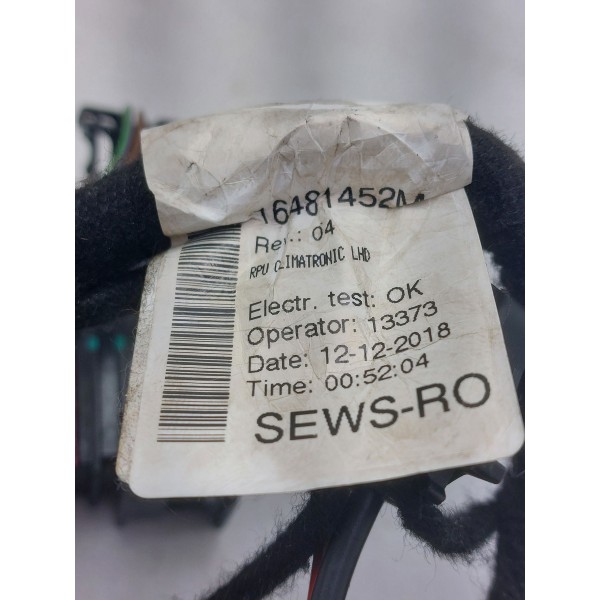 16481452M
Rev: 04
RPU CLIMATRONIC LHD
Electr. test: OK
Operator: 13373
Date: 12-12-2018
Time: 00:52:04
SEWS-RO